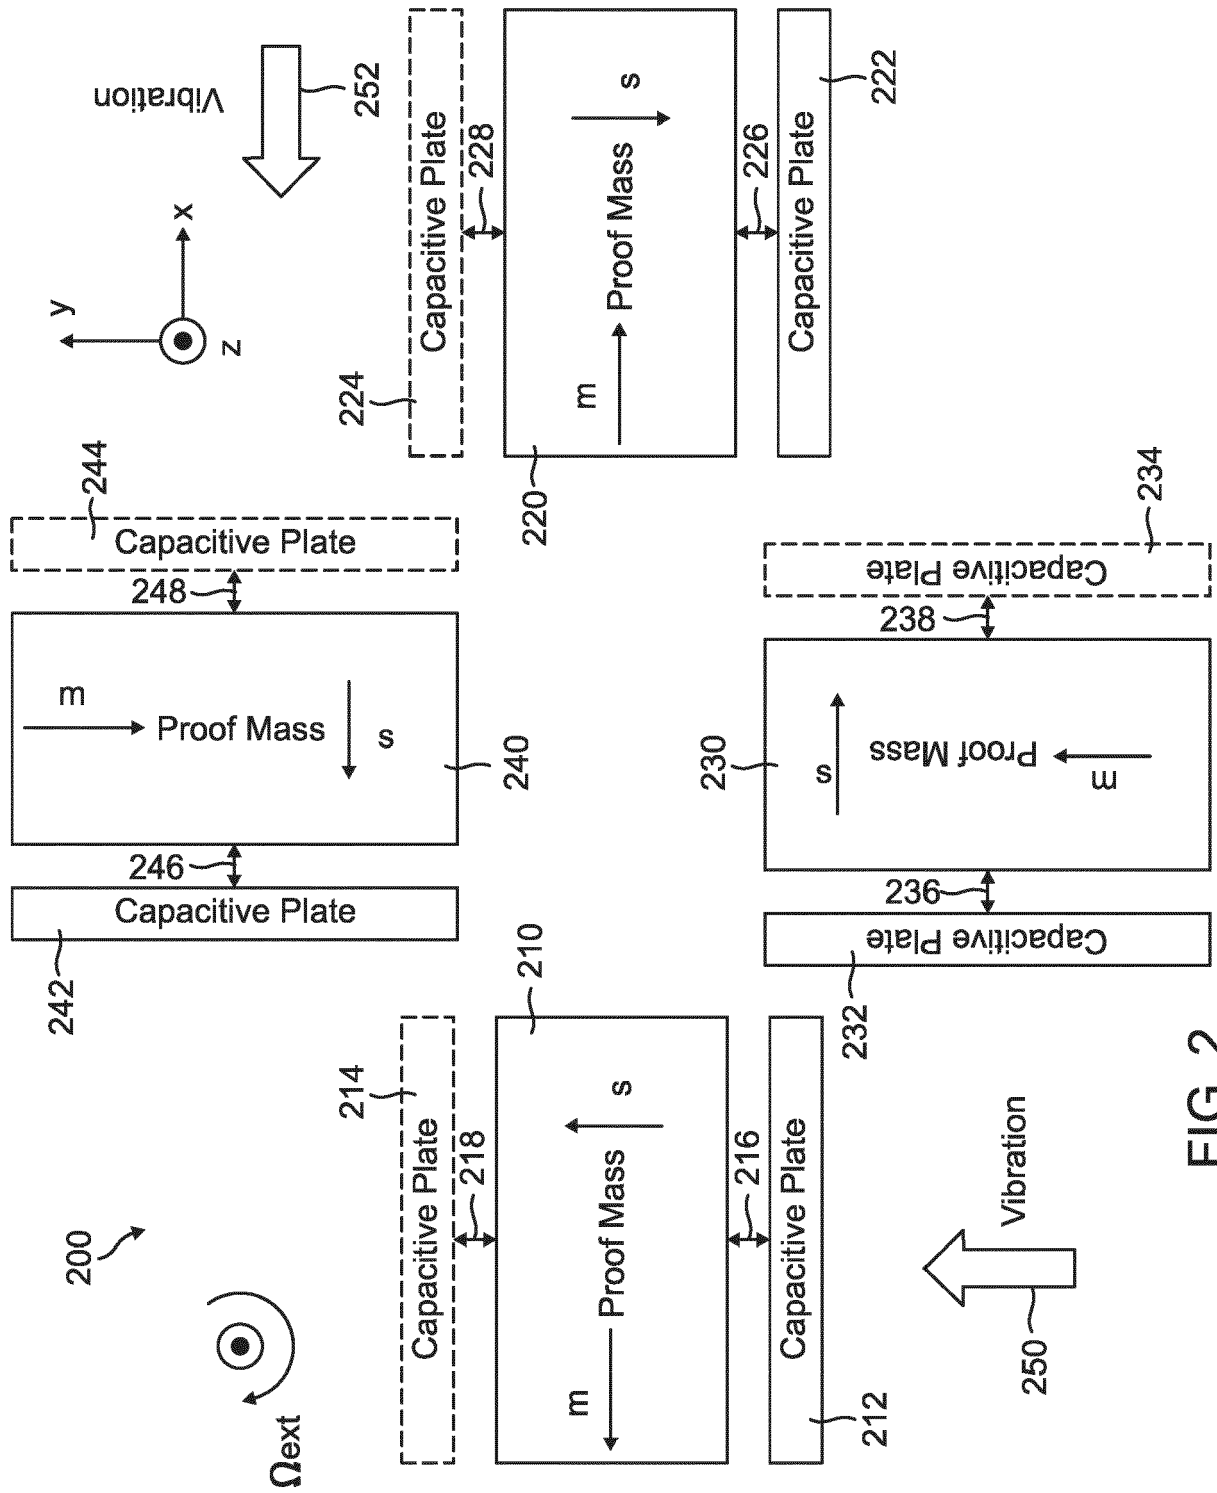 Vibration
252
y
x
z
224
Capacitive Plate
228
220
m
Proof Mass
s
226
Capacitive Plate
222
244
Capacitive Plate
248
m
Proof Mass
s
240
246
Capacitive Plate
242
234
Capacitive Plate
238
230
s
Proof Mass
m
236
Capacitive Plate
232
200
Ωext
214
Capacitive Plate
218
210
m
Proof Mass
s
216
Capacitive Plate
212
Vibration
250
FIG. 2